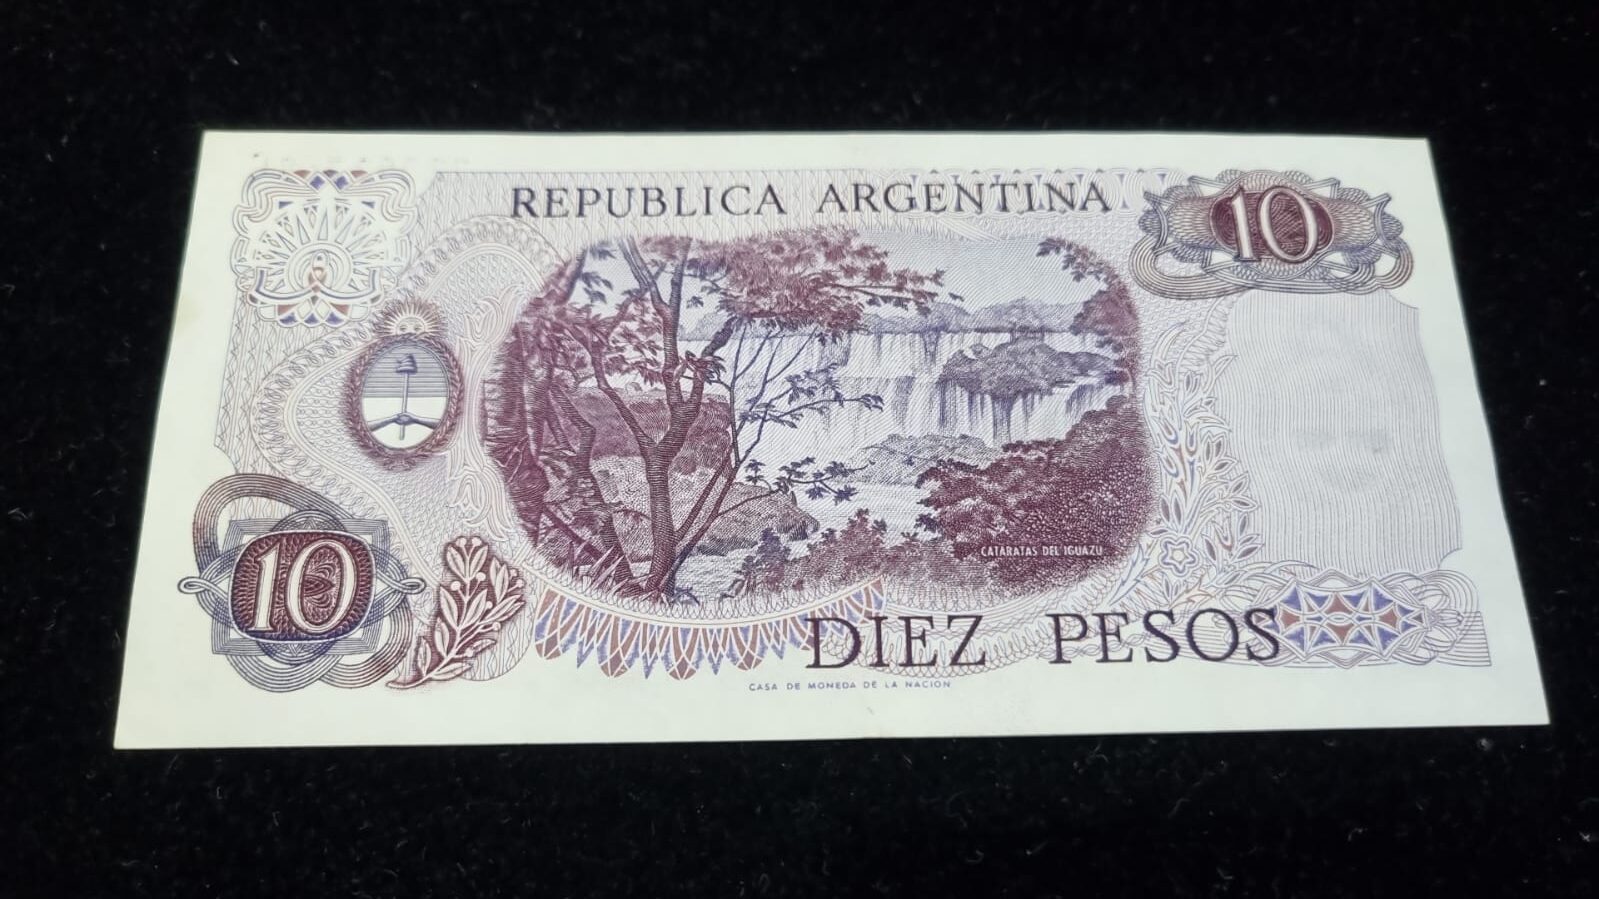 REPUBLICA ARGENTINA
10
CATARATAS DEL IGUAZU
10
DIEZ PESOS
CASA DE MONEDA DE LA NACION